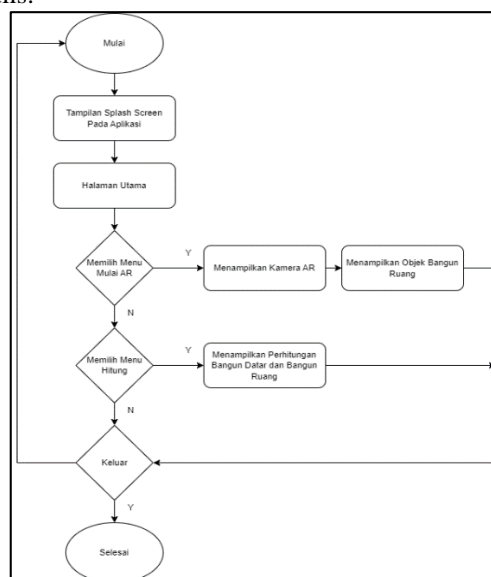 Mulai
Tampilan Splash Screen
Pada Aplikasi
Halaman Utama
Memilih Menu
Mulai AR
Y
Menampilkan Kamera AR
Menampilkan Objek Bangun
Ruang
N
Memilih Menu
Hitung
Y
Menampilkan Perhitungan
Bangun Datar dan Bangun
Ruang
N
Keluar
Y
Selesai